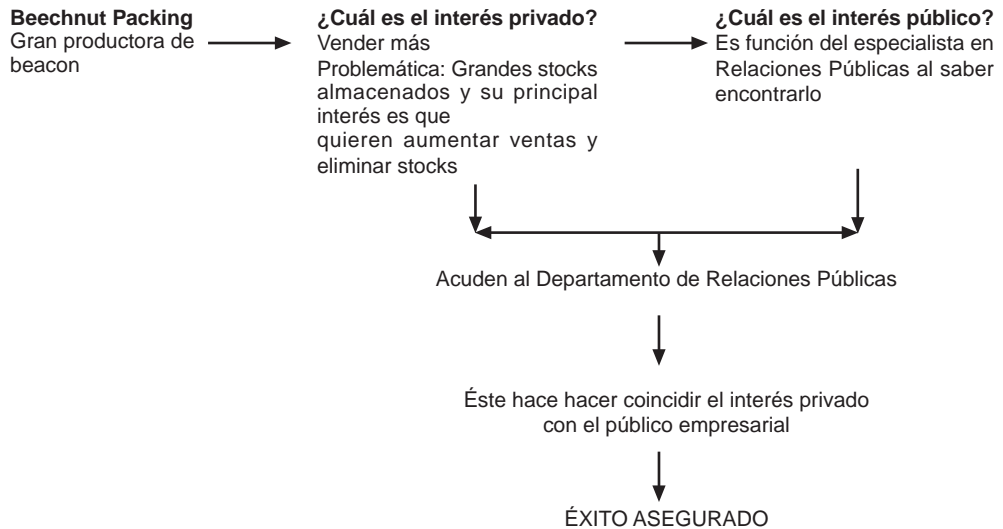 Beechnut Packing
Gran productora de
beacon
¿Cuál es el interés privado?
Vender más
Problemática: Grandes stocks
almacenados y su principal
interés es que
quieren aumentar ventas y
eliminar stocks
¿Cuál es el interés público?
Es función del especialista en
Relaciones Públicas al saber
encontrarlo
Acuden al Departamento de Relaciones Públicas
Éste hace hacer coincidir el interés privado
con el público empresarial
ÉXITO ASEGURADO